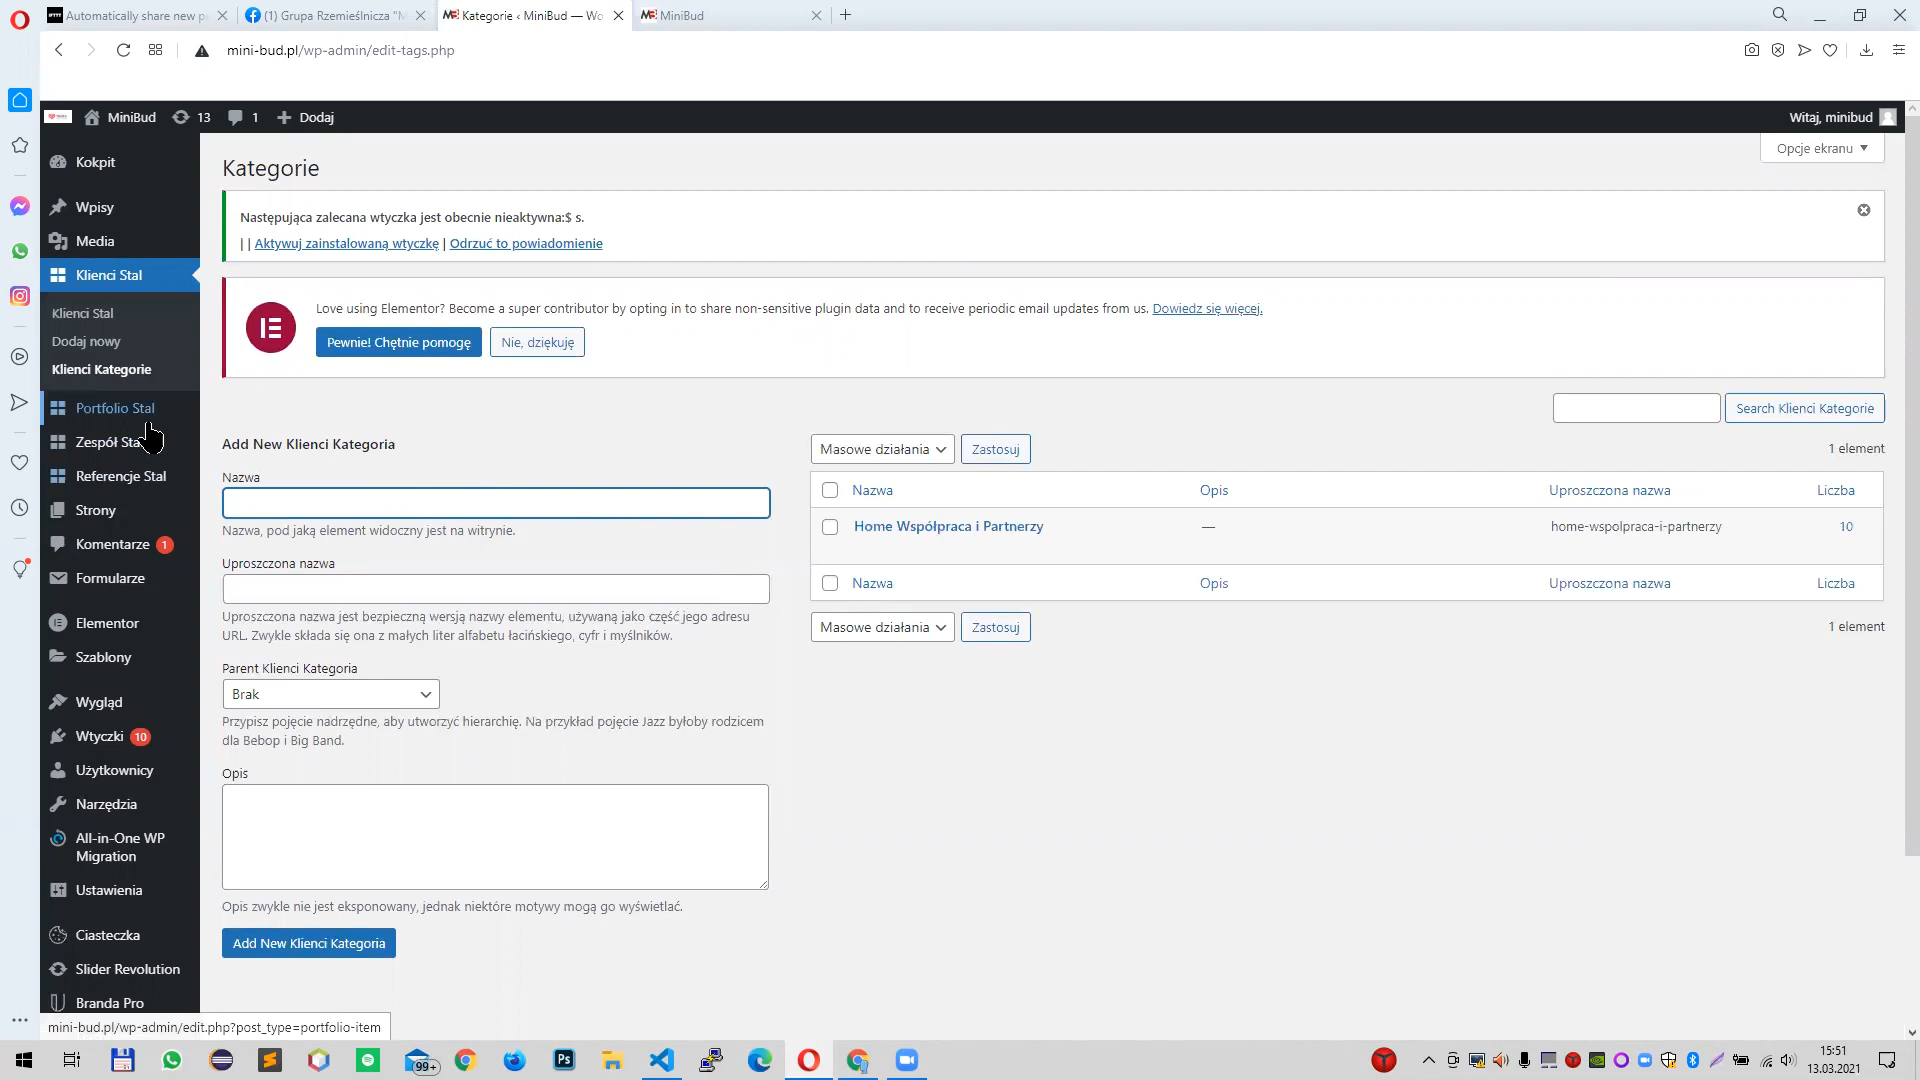 Automatically share new p
(1) Grupa Rzemieślnicza "M
Kategorie ‹ MiniBud — Wo
MiniBud
mini-bud.pl/wp-admin/edit-tags.php
MiniBud
13
1
Dodaj
Witaj, minibud
Opcje ekranu
Kokpit
Wpisy
Media
Klienci Stal
Klienci Stal
Dodaj nowy
Klienci Kategorie
Portfolio Stal
Zespół Sta
Referencje Stal
Strony
Komentarze 1
Formularze
Elementor
Szablony
Wygląd
Wtyczki 10
Użytkownicy
Narzędzia
All-in-One WP
Migration
Ustawienia
Ciasteczka
Slider Revolution
Branda Pro
Kategorie
Następująca zalecana wtyczka jest obecnie nieaktywna:$ s.
| | Aktywuj zainstalowaną wtyczkę | Odrzuć to powiadomienie
Love using Elementor? Become a super contributor by opting in to share non-sensitive plugin data and to receive periodic email updates from us. Dowiedz się więcej.
Pewnie! Chętnie pomogę
Nie, dziękuję
Search Klienci Kategorie
Add New Klienci Kategoria
Nazwa
Nazwa, pod jaką element widoczny jest na witrynie.
Uproszczona nazwa
Uproszczona nazwa jest bezpieczną wersją nazwy elementu, używaną jako część jego adresu
URL. Zwykle składa się ona z małych liter alfabetu łacińskiego, cyfr i myślników.
Parent Klienci Kategoria
Brak
Przypisz pojęcie nadrzędne, aby utworzyć hierarchię. Na przykład pojęcie Jazz byłoby rodzicem
dla Bebop i Big Band.
Opis
Opis zwykle nie jest eksponowany, jednak niektóre motywy mogą go wyświetlać.
Add New Klienci Kategoria
Masowe działania
Zastosuj
1 element
Nazwa Opis Uproszczona nazwa Liczba
Home Współpraca i Partnerzy — home-wspolpraca-i-partnerzy 10
Nazwa Opis Uproszczona nazwa Liczba
Masowe działania
Zastosuj
1 element
mini-bud.pl/wp-admin/edit.php?post_type=portfolio-item
99+
Ps
15:51
13.03.2021